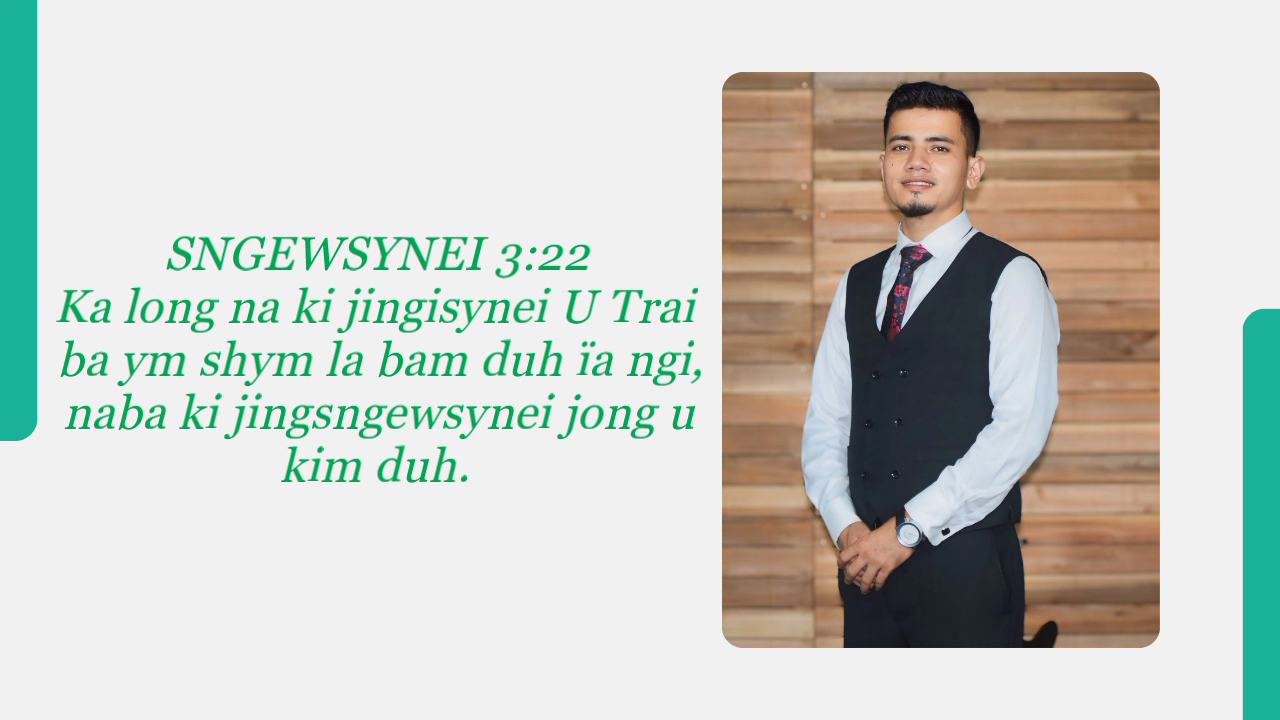 SNGEWSYNEI 3:22
Ka long na ki jingisynei U Trai
ba ym shym la bam duh ïa ngi,
naba ki jingsngewsynei jong u
kim duh.